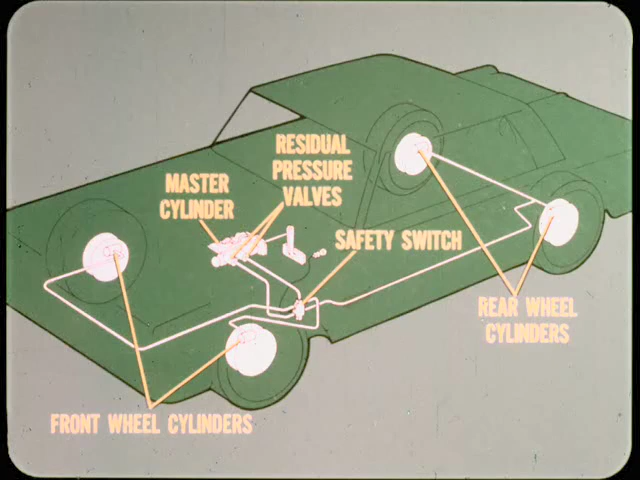 RESIDUAL
PRESSURE
VALVES
MASTER
CYLINDER
SAFETY SWITCH
REAR WHEEL
CYLINDERS
FRONT WHEEL CYLINDERS